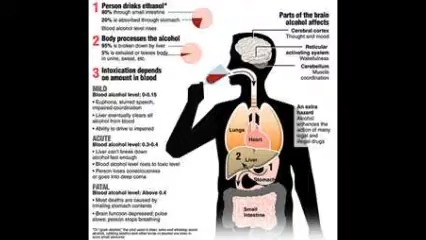 1 Person drinks ethanol*
80% through small intestine
20% is absorbed through stomach
Blood alcohol level rises
2 Body processes the alcohol
95% is broken down by liver
5% is exhaled or leaves body
in urine, sweat, etc.
3 Intoxication depends
on amount in blood
MILD
Blood alcohol level: 0-0.15
• Euphoria, slurred speech,
impaired coordination
• Liver eventually clears all
alcohol from blood
• Ability to drive is impaired
ACUTE
Blood alcohol level: 0.3-0.4
• Liver can't break down
alcohol fast enough
• Blood alcohol level rises to toxic level
• Person loses consciousness
or goes into deep coma
FATAL
Blood alcohol level: Above 0.4
• Most deaths are caused by
inhaling stomach contents
• Brain function depressed; pulse
slows; person stops breathing
Parts of the brain
alcohol affects
Cerebral cortex
Thought and mood
Reticular
activating system
Wakefulness
Cerebellum
Muscle
coordination
An extra
hazard
Alcohol
enhances the
action of many
legal and
illegal drugs
Lungs
Heart
2
Liver
1
Stomach
Small
Intestine